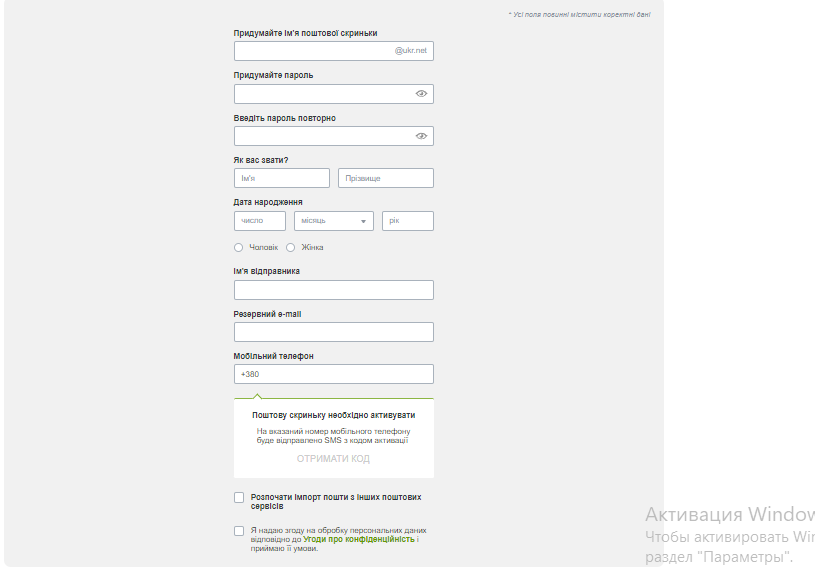 * Усі поля повинні містити коректні дані
Придумайте ім'я поштової скриньки
@ukr.net
Придумайте пароль
Введіть пароль повторно
Як вас звати?
Ім'я Прізвище
Дата народження
число місяць рік
Чоловік Жінка
Ім'я відправника
Резервний e-mail
Мобільний телефон
+380
Поштову скриньку необхідно активувати
На вказаний номер мобільного телефону
буде відправлено SMS з кодом активації
ОТРИМАТИ КОД
Розпочати імпорт пошти з інших поштових
сервісів
Я надаю згоду на обробку персональних даних
відповідно до Угоди про конфіденційність і
приймаю її умови.
Активация Window
Чтобы активировать Win
раздел "Параметры".